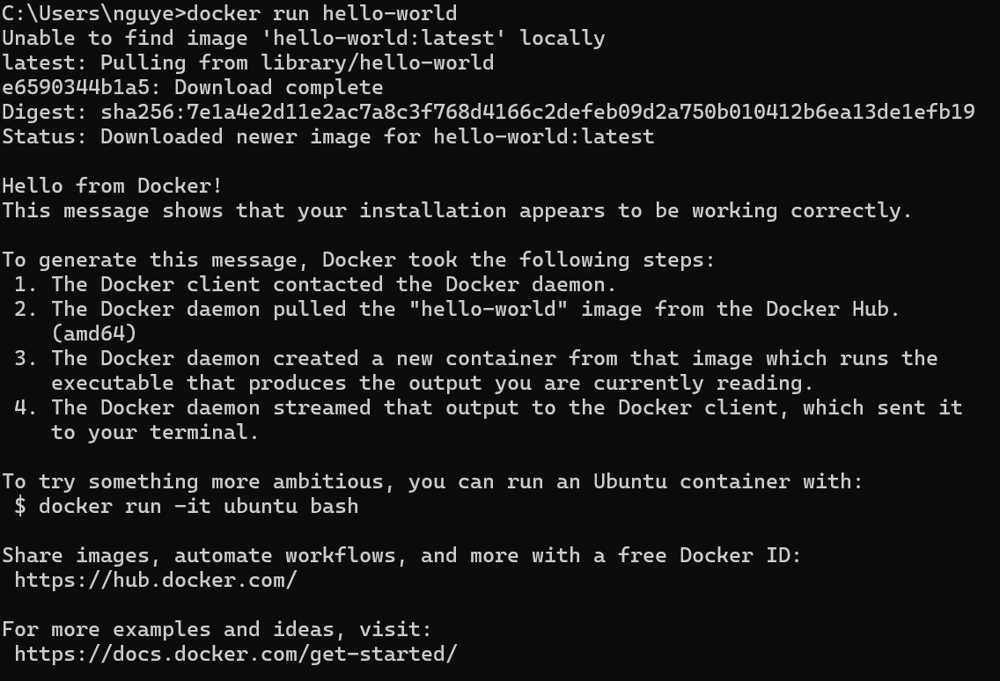 C:\Users\nguye>docker run hello-world
Unable to find image 'hello-world:latest' locally
latest: Pulling from library/hello-world
e6590344b1a5: Download complete
Digest: sha256:7e1a4e2d11e2ac7a8c3f768d4166c2defeb09d2a750b010412b6ea13de1efb19
Status: Downloaded newer image for hello-world:latest

Hello from Docker!
This message shows that your installation appears to be working correctly.

To generate this message, Docker took the following steps:
 1. The Docker client contacted the Docker daemon.
 2. The Docker daemon pulled the "hello-world" image from the Docker Hub.
    (amd64)
 3. The Docker daemon created a new container from that image which runs the
    executable that produces the output you are currently reading.
 4. The Docker daemon streamed that output to the Docker client, which sent it
    to your terminal.

To try something more ambitious, you can run an Ubuntu container with:
 $ docker run -it ubuntu bash

Share images, automate workflows, and more with a free Docker ID:
 https://hub.docker.com/

For more examples and ideas, visit:
 https://docs.docker.com/get-started/